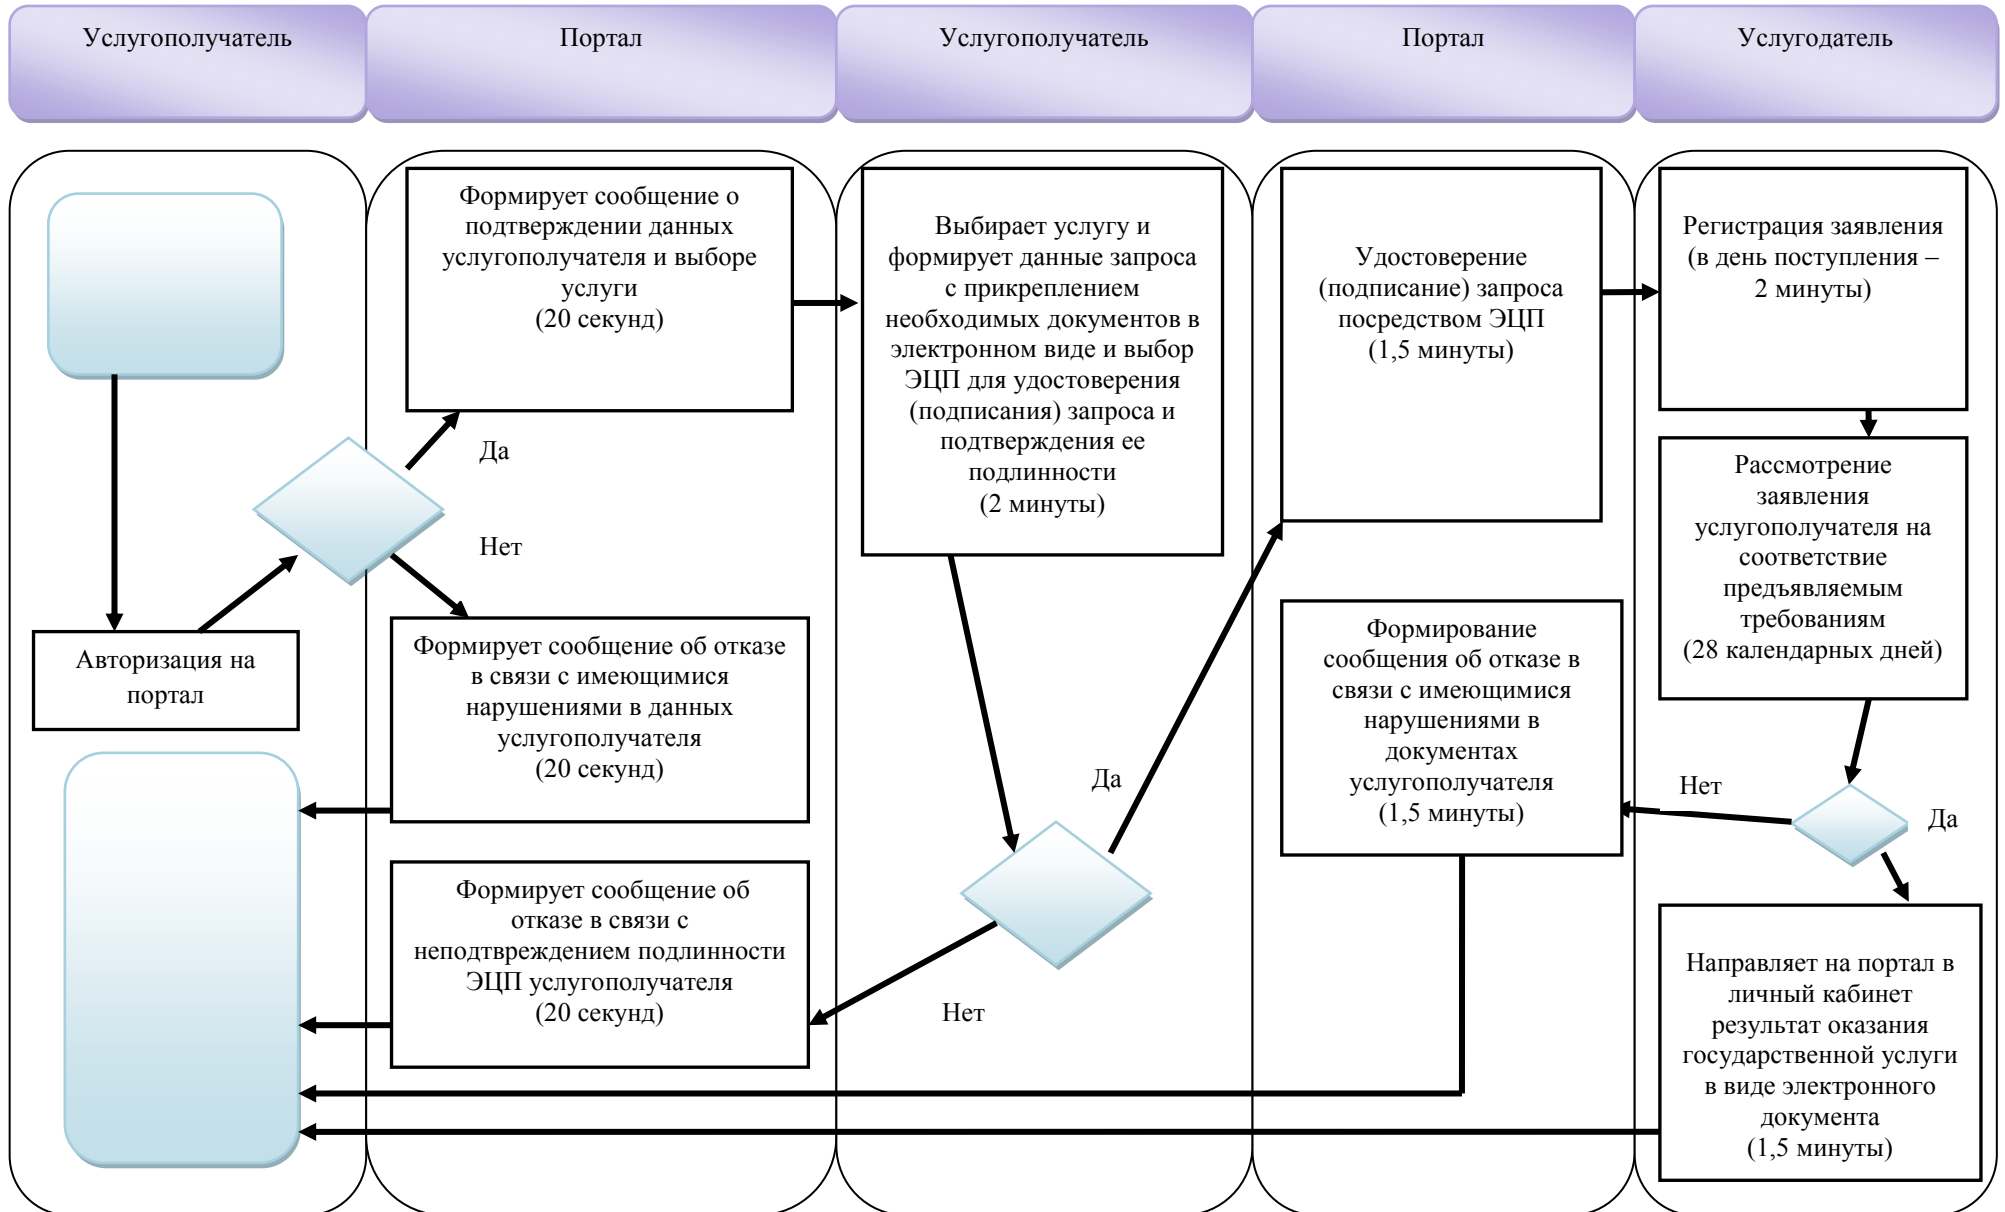 Услугополучатель
Портал
Услугополучатель
Портал
Услугодатель
Авторизация на
портал
Формирует сообщение о
подтверждении данных
услугополучателя и выборе
услуги
(20 секунд)
Да
Нет
Формирует сообщение об отказе
в связи с имеющимися
нарушениями в данных
услугополучателя
(20 секунд)
Формирует сообщение об
отказе в связи с
неподтвреждением подлинности
ЭЦП услугополучателя
(20 секунд)
Выбирает услугу и
формирует данные запроса
с прикреплением
необходимых документов в
электронном виде и выбор
ЭЦП для удостоверения
(подписания) запроса и
подтверждения ее
подлинности
(2 минуты)
Да
Нет
Удостоверение
(подписание) запроса
посредством ЭЦП
(1,5 минуты)
Формирование
сообщения об отказе в
связи с имеющимися
нарушениями в
документах
услугополучателя
(1,5 минуты)
Регистрация заявления
(в день поступления –
2 минуты)
Рассмотрение
заявления
услугополучателя на
соответствие
предъявляемым
требованиям
(28 календарных дней)
Нет
Да
Направляет на портал в
личный кабинет
результат оказания
государственной услуги
в виде электронного
документа
(1,5 минуты)